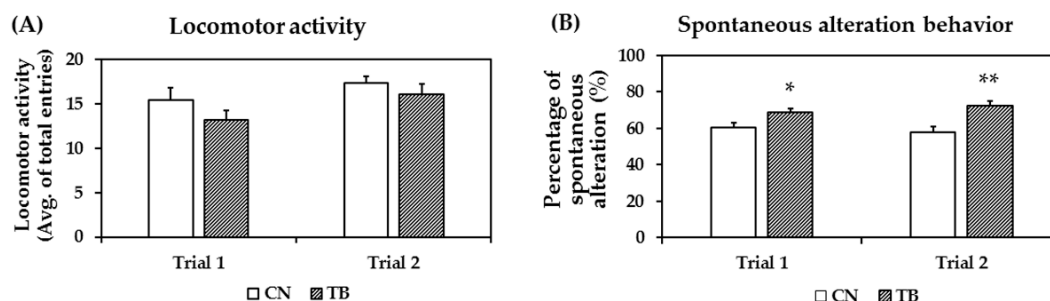 (A)
Locomotor activity
Locomotor activity
(Avg. of total entries)
20
15
10
5
0
Trial 1
Trial 2
CN
TB
(B)
Spontaneous alteration behavior
Percentage of
spontaneous
alteration (%)
100
80
60
40
20
0
*
**
Trial 1
Trial 2
CN
TB